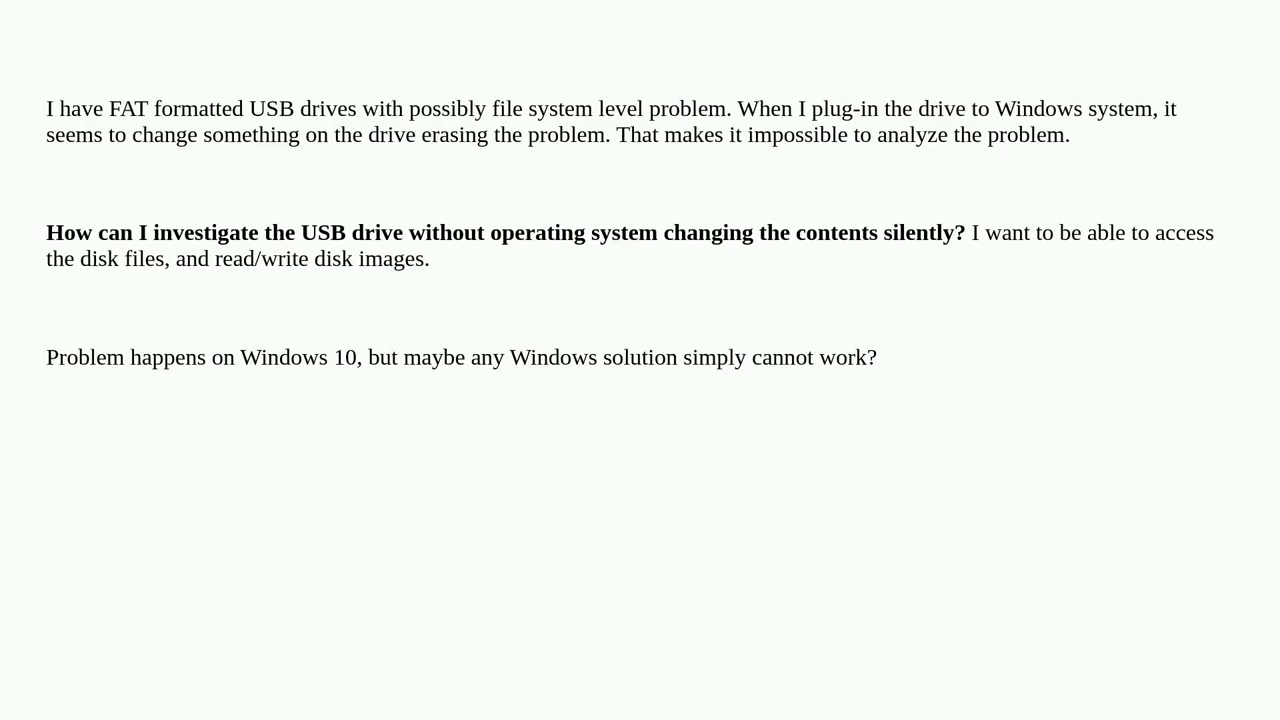 I have FAT formatted USB drives with possibly file system level problem. When I plug-in the drive to Windows system, it
seems to change something on the drive erasing the problem. That makes it impossible to analyze the problem.
How can I investigate the USB drive without operating system changing the contents silently? I want to be able to access
the disk files, and read/write disk images.
Problem happens on Windows 10, but maybe any Windows solution simply cannot work?